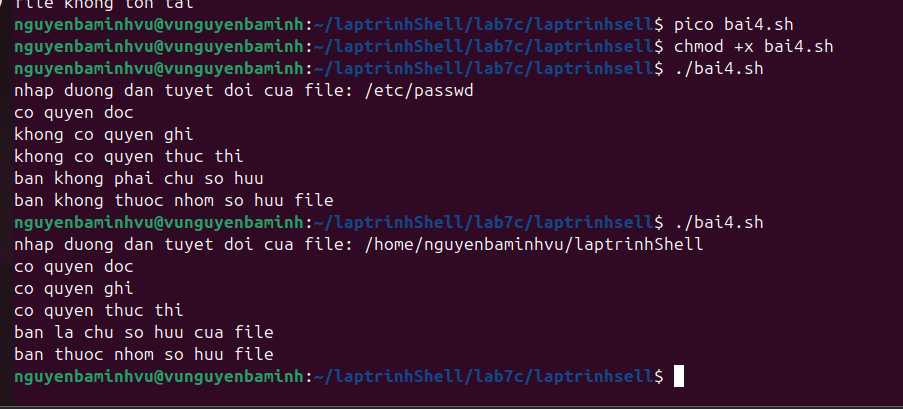 file khong ton tai
nguyenbaminhvu@vunguyenbaminh:~/laptrinhShell/lab7c/laptrinhsell$ pico bai4.sh
nguyenbaminhvu@vunguyenbaminh:~/laptrinhShell/lab7c/laptrinhsell$ chmod +x bai4.sh
nguyenbaminhvu@vunguyenbaminh:~/laptrinhShell/lab7c/laptrinhsell$ ./bai4.sh
nhap duong dan tuyet doi cua file: /etc/passwd
co quyen doc
khong co quyen ghi
khong co quyen thuc thi
ban khong phai chu so huu
ban khong thuoc nhom so huu file
nguyenbaminhvu@vunguyenbaminh:~/laptrinhShell/lab7c/laptrinhsell$ ./bai4.sh
nhap duong dan tuyet doi cua file: /home/nguyenbaminhvu/laptrinhShell
co quyen doc
co quyen ghi
co quyen thuc thi
ban la chu so huu cua file
ban thuoc nhom so huu file
nguyenbaminhvu@vunguyenbaminh:~/laptrinhShell/lab7c/laptrinhsell$